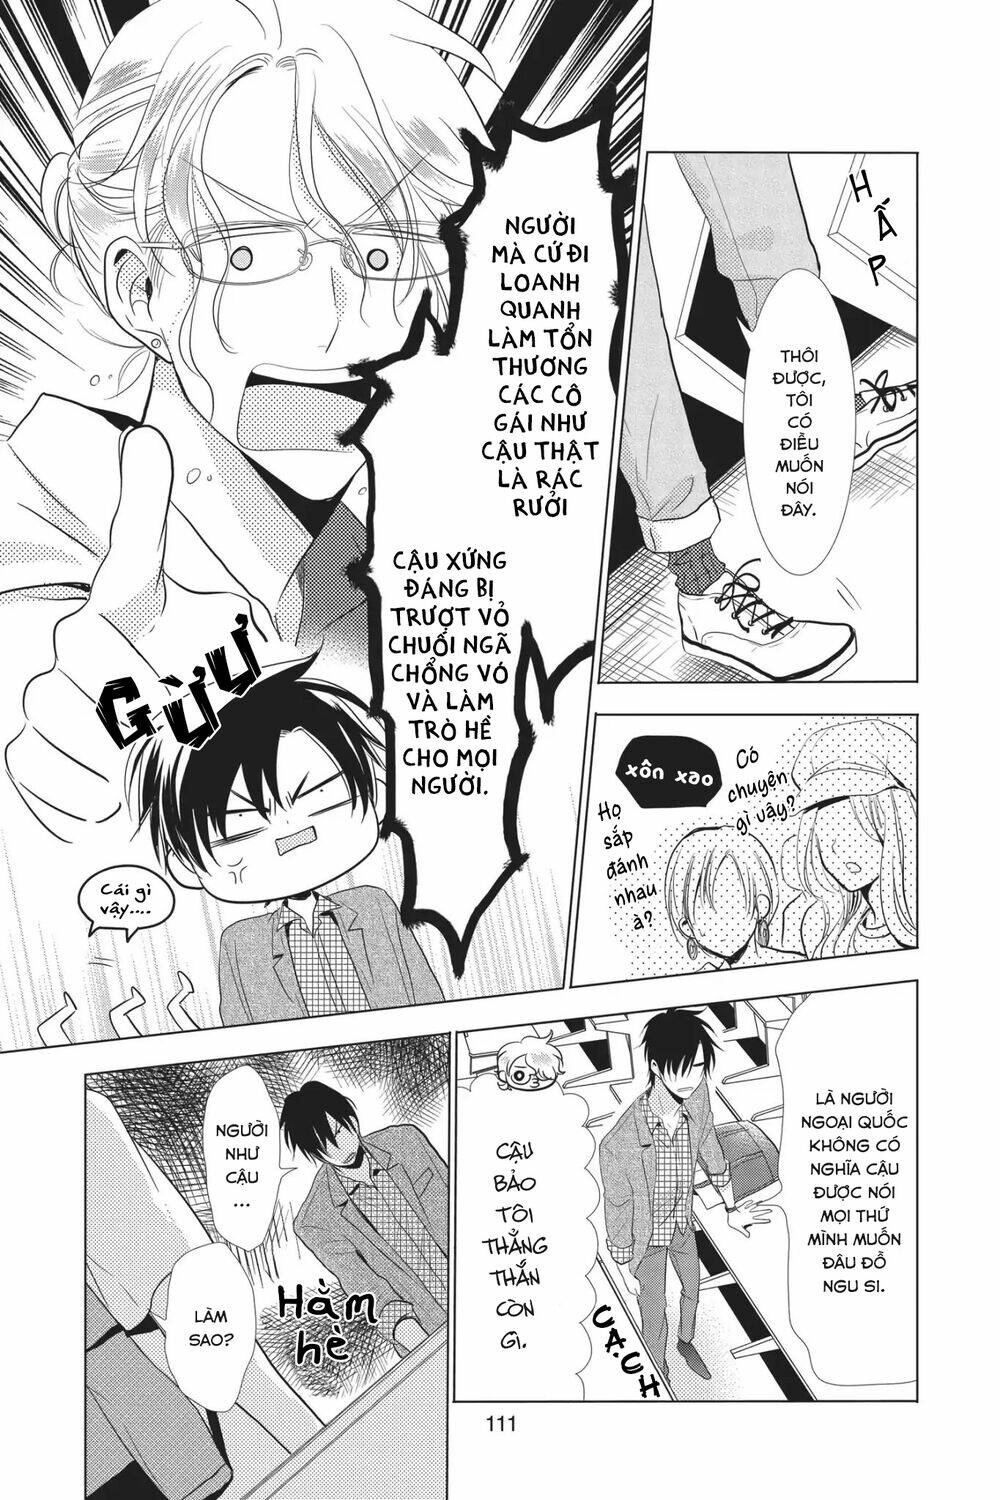 HẤP
THÔI
ĐƯỢC,
TÔI
CÓ
ĐIỀU
MUỐN
NÓI
ĐÂY.
NGƯỜI
MÀ CỨ ĐI
LOANH
QUANH
LÀM TỔN
THƯƠNG
CÁC CÔ
GÁI NHƯ
CẬU THẬT
LÀ RÁC
RƯỞI
CẬU XỨNG
ĐÁNG BỊ
TRƯỢT VỎ
CHUỐI NGÃ
CHỔNG VÓ
VÀ LÀM
TRÒ HỀ
CHO MỌI
NGƯỜI.
GỪƯ
Cái gì
vậy....
xôn xao
Có
chuyện
gì vậy?
Họ
sắp
đánh
nhau
à?
LÀ NGƯỜI
NGOẠI QUỐC
KHÔNG CÓ
NGHĨA CẬU
ĐƯỢC NÓI
MỌI THỨ
MÌNH MUỐN
ĐÂU ĐỒ
NGU SI.
CẬU
BẢO
TÔI
THẲNG
THẮN
CÒN
GÌ.
CẠCH
NGƯỜI
NHƯ
CẬU
...
Hằm
hè
LÀM
SAO?
111